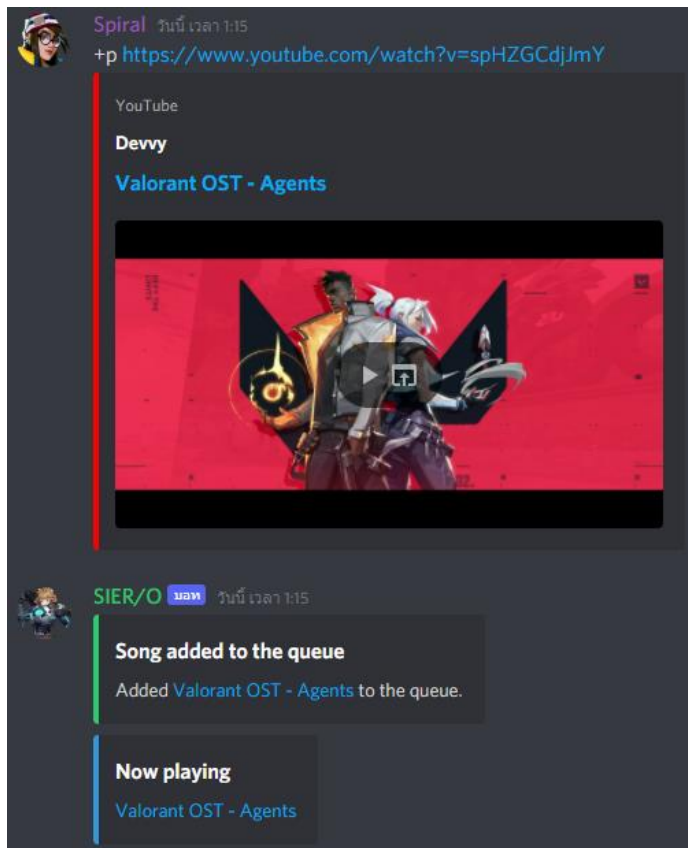 Spiral วันนี้ เวลา 1:15
+p https://www.youtube.com/watch?v=spHZGCdjJmY
YouTube
Devvy
Valorant OST - Agents
SIER/O บอท วันนี้ เวลา 1:15
Song added to the queue
Added Valorant OST - Agents to the queue.
Now playing
Valorant OST - Agents